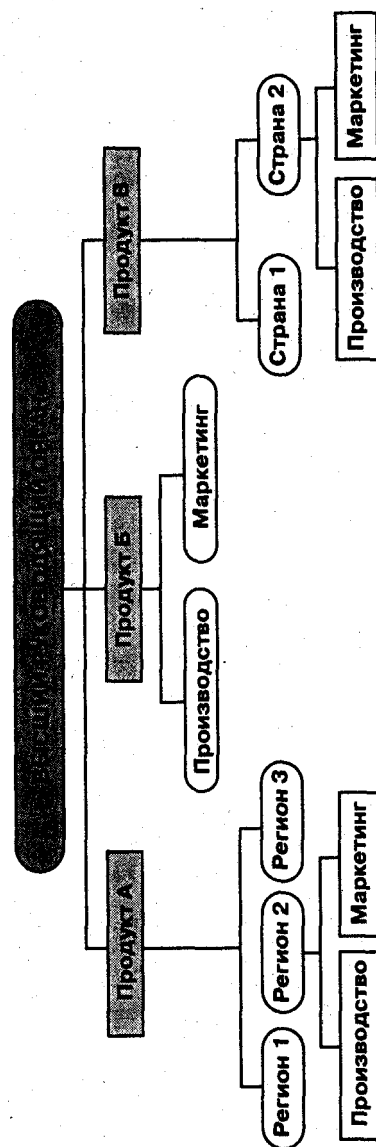 Продукт А
Продукт Б
Продукт В
Регион 1
Регион 2
Регион 3
Производство
Маркетинг
Страна 1
Страна 2
Производство
Маркетинг
Производство
Маркетинг